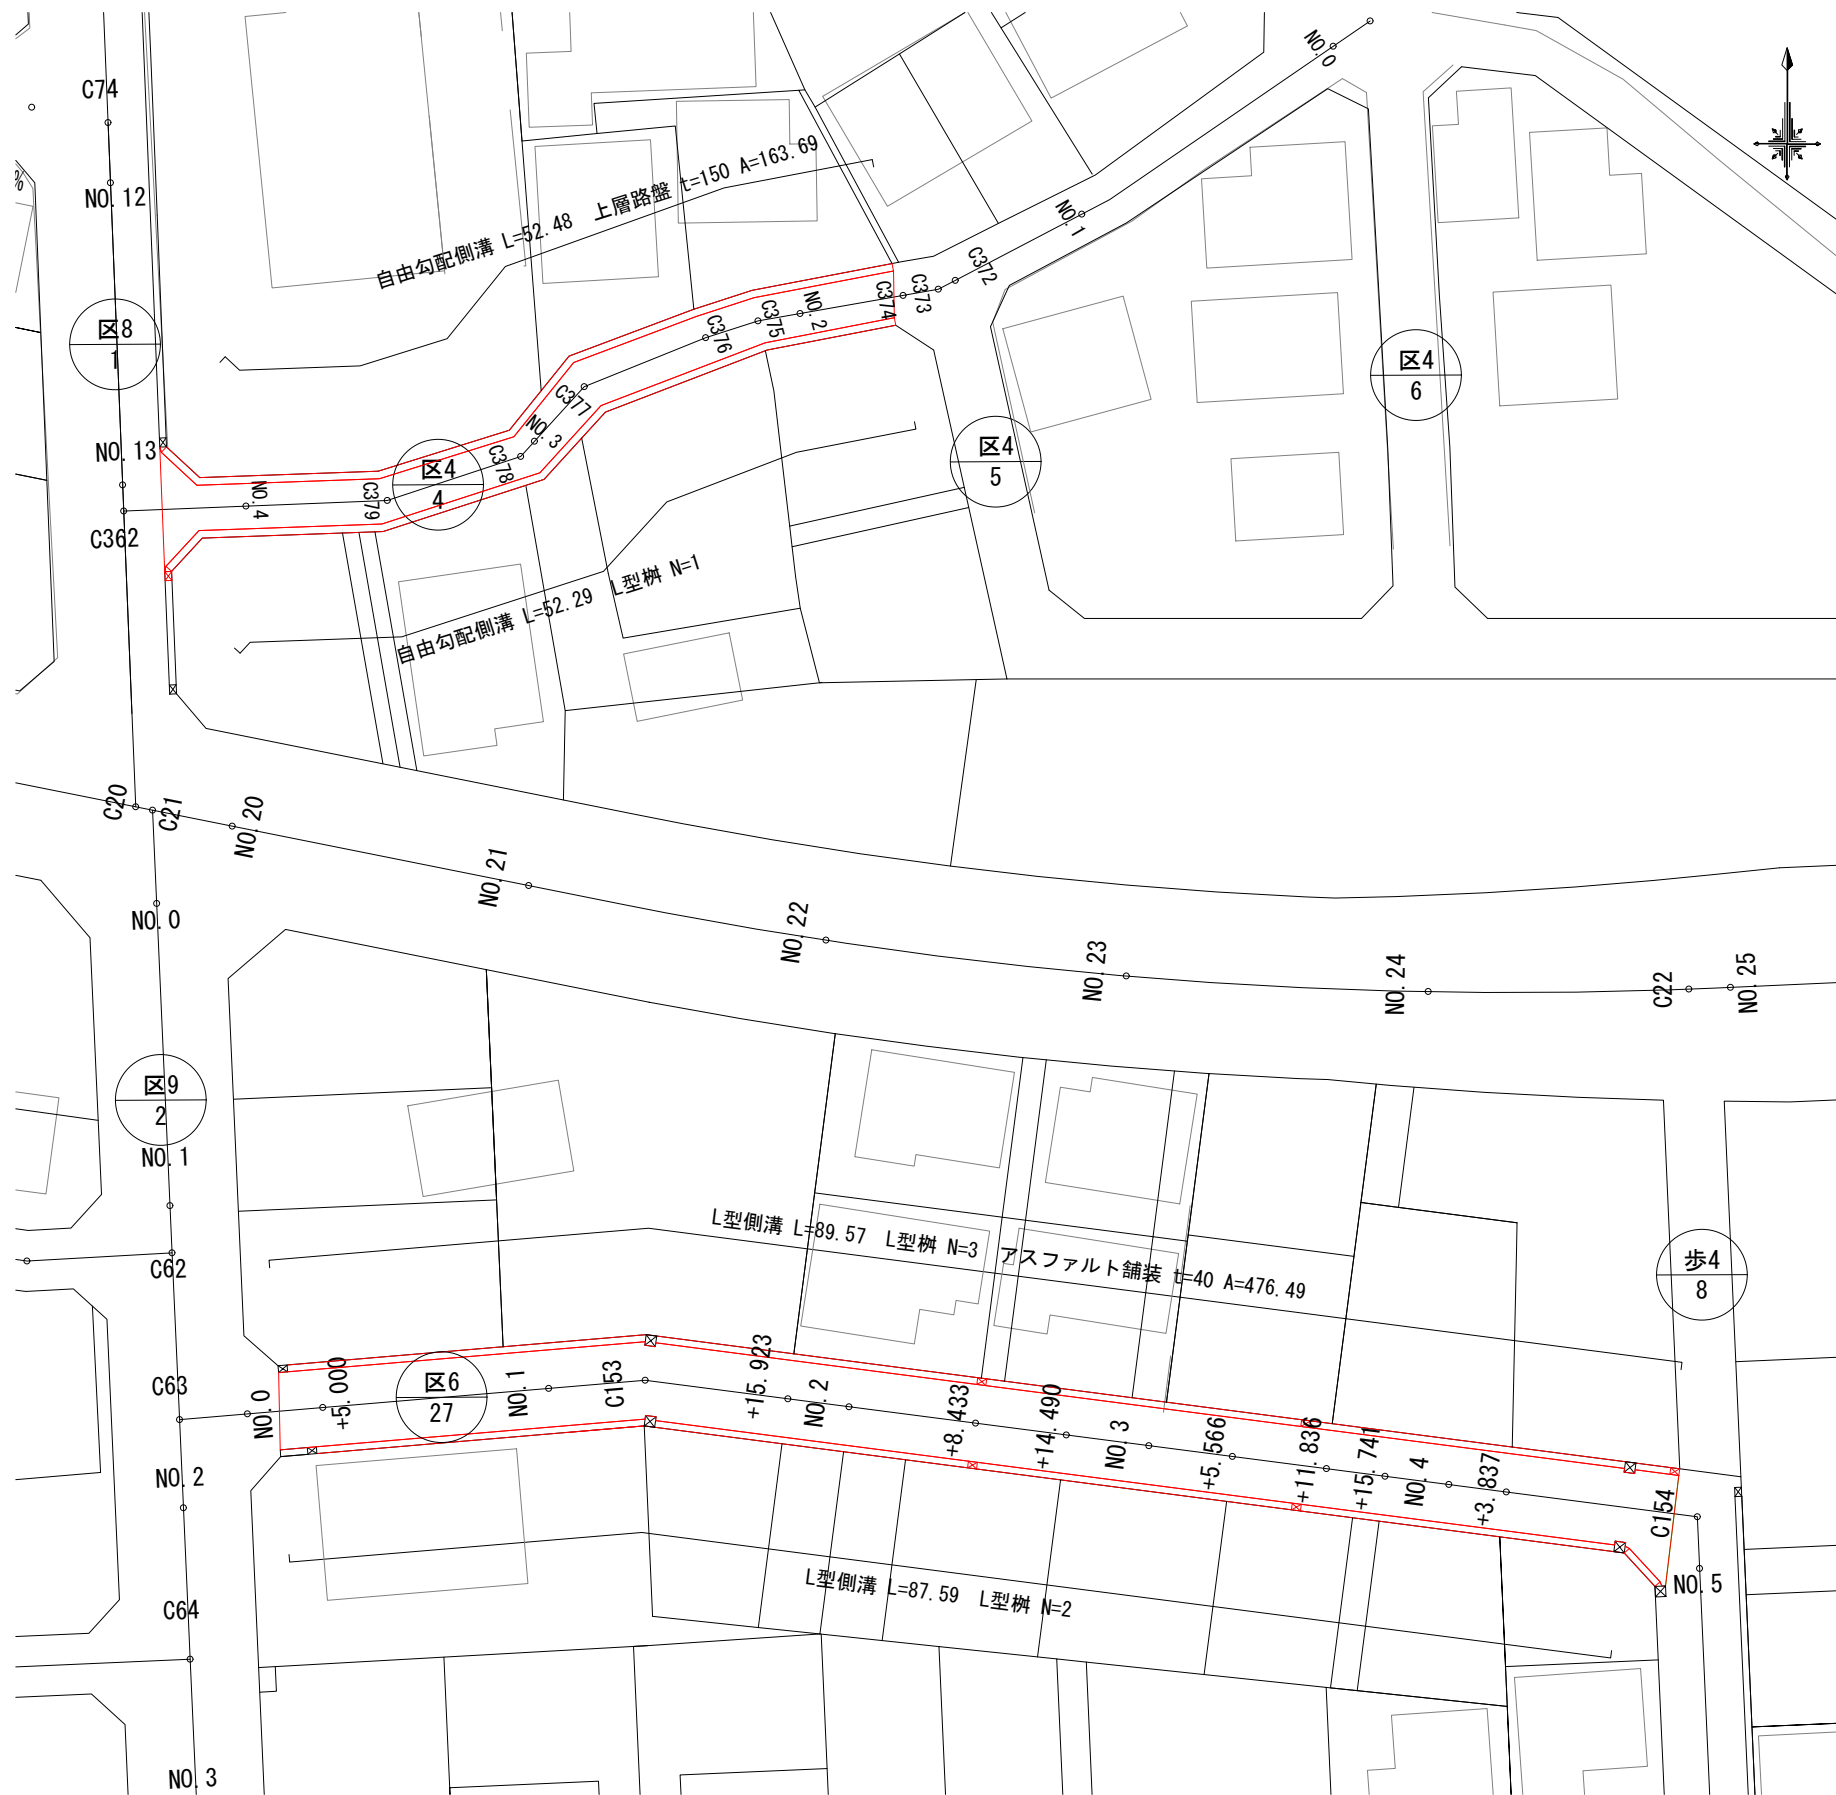 C74
NO.12
%
区8
1
NO.13
C362
NO.4
C379
区4
4
C378
NO.3
C377
C376
C375
NO.2
C374
C373
C372
NO.1
NO.0
自由勾配側溝 L=52.48 上層路盤 t=150 A=163.69
自由勾配側溝 L=52.29 L型桝 N=1
区4
5
区4
6
C20
C21
NO.20
NO.21
NO.22
NO.23
NO.24
C22
NO.25
NO.0
区9
2
NO.1
C62
C63
NO.2
C64
NO.3
L型側溝 L=89.57 L型桝 N=3 アスファルト舗装 t=40 A=476.49
歩4
8
NO.0
+5.000
区6
27
NO.1
C153
+15.923
NO.2
+8.433
+14.490
NO.3
+5.566
+11.836
+15.741
NO.4
+3.837
C154
NO.5
L型側溝 L=87.59 L型桝 N=2